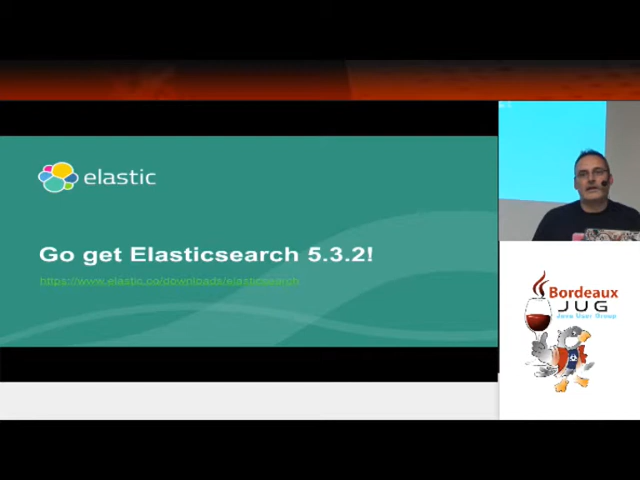 elastic
Go get Elasticsearch 5.3.2!
https://www.elastic.co/downloads/elasticsearch
Bordeaux
JUG
Java User Group